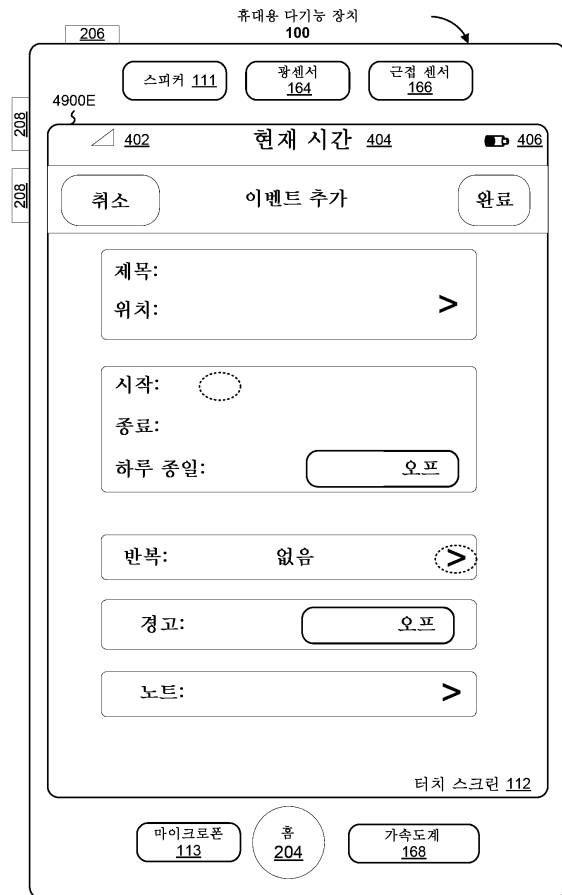 휴대용 다기능 장치
100
206
스피커 111
광센서
164
근접 센서
166
4900E
208
208
402
현재 시간 404
406
취소
이벤트 추가
완료
제목:
위치:
>
시작:
종료:
하루 종일:
오프
반복:
없음
>
경고:
오프
노트:
>
터치 스크린 112
마이크로폰
113
홈
204
가속도계
168